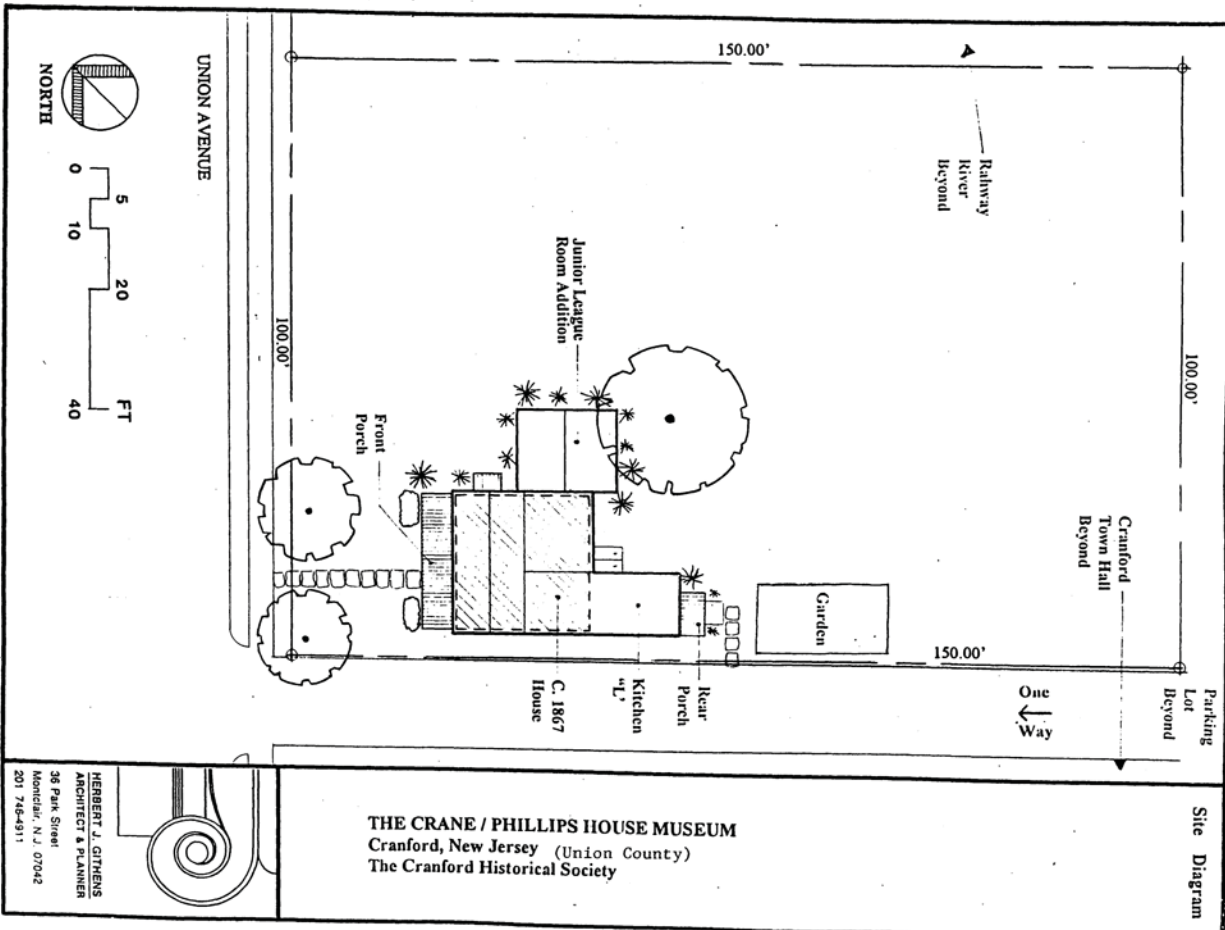 150.00'
UNION AVENUE
NORTH
0
5
10
20
40
FT
Rahway
River
Beyond
100.00'
Junior League
Room Addition
100.00'
Front
Porch
Cranford
Town Hall
Beyond
Garden
150.00'
Rear
Porch
Kitchen
"L'
C. 1867
House
One
Way
Parking
Lot
Beyond
HERBERT J. GITHENS
ARCHITECT & PLANNER
36 Park Street
Montclair, N.J. 07042
201 746-4911
THE CRANE / PHILLIPS HOUSE MUSEUM
Cranford, New Jersey (Union County)
The Cranford Historical Society
Site Diagram